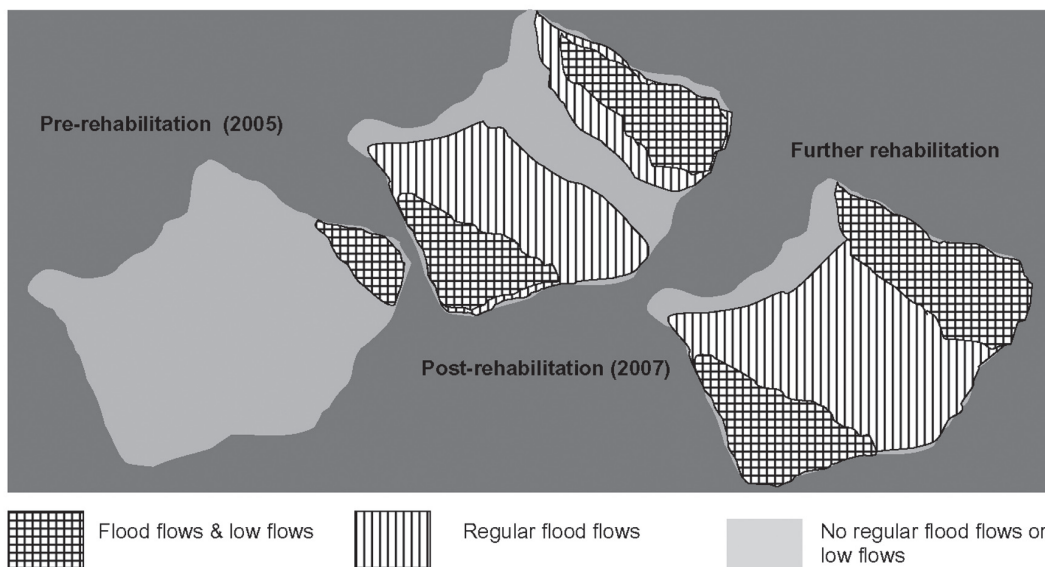 Pre-rehabilitation (2005)
Further rehabilitation
Post-rehabilitation (2007)
Flood flows & low flows
Regular flood flows
No regular flood flows or
low flows